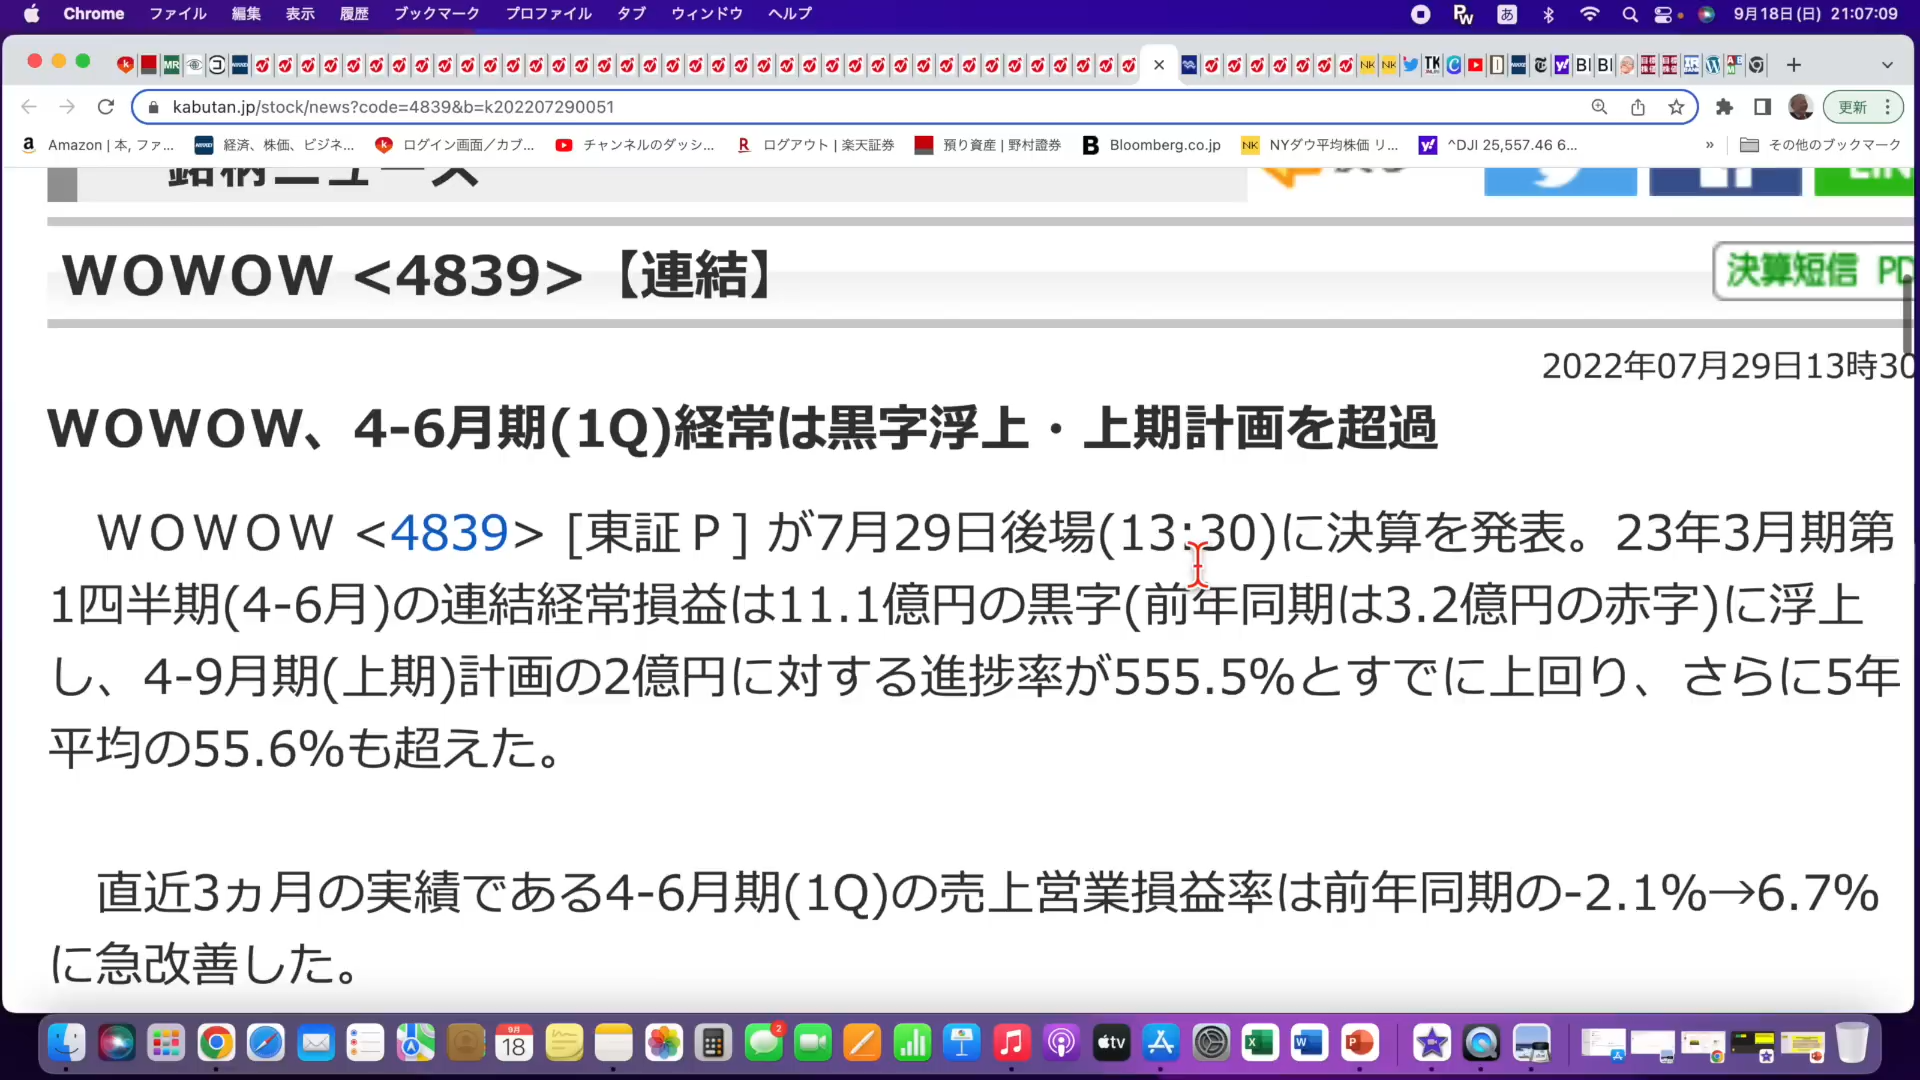 Chrome ファイル 編集 表示 履歴 ブックマーク プロファイル タブ ウィンドウ ヘルプ あ 9月18日(日) 21:07:09
kabutan.jp/stock/news?code=4839&b=k202207290051 更新
Amazon | 本, ファ... 経済、株価、ビジネ... ログイン画面／カブ... チャンネルのダッシ... ログアウト | 楽天証券 預り資産 | 野村證券 Bloomberg.co.jp NYダウ平均株価 リ... ^DJI 25,557.46 6... » その他のブックマーク
銘柄ニュース
ＷＯＷＯＷ <4839>【連結】
決算短信 PD
2022年07月29日13時30
ＷＯＷＯＷ、4-6月期(1Q)経常は黒字浮上・上期計画を超過
ＷＯＷＯＷ <4839> [東証Ｐ] が7月29日後場(13:30)に決算を発表。23年3月期第
1四半期(4-6月)の連結経常損益は11.1億円の黒字(前年同期は3.2億円の赤字)に浮上
し、4-9月期(上期)計画の2億円に対する進捗率が555.5%とすでに上回り、さらに5年
平均の55.6%も超えた。
直近3ヵ月の実績である4-6月期(1Q)の売上営業損益率は前年同期の-2.1%→6.7%
に急改善した。
9月
18
2
tv